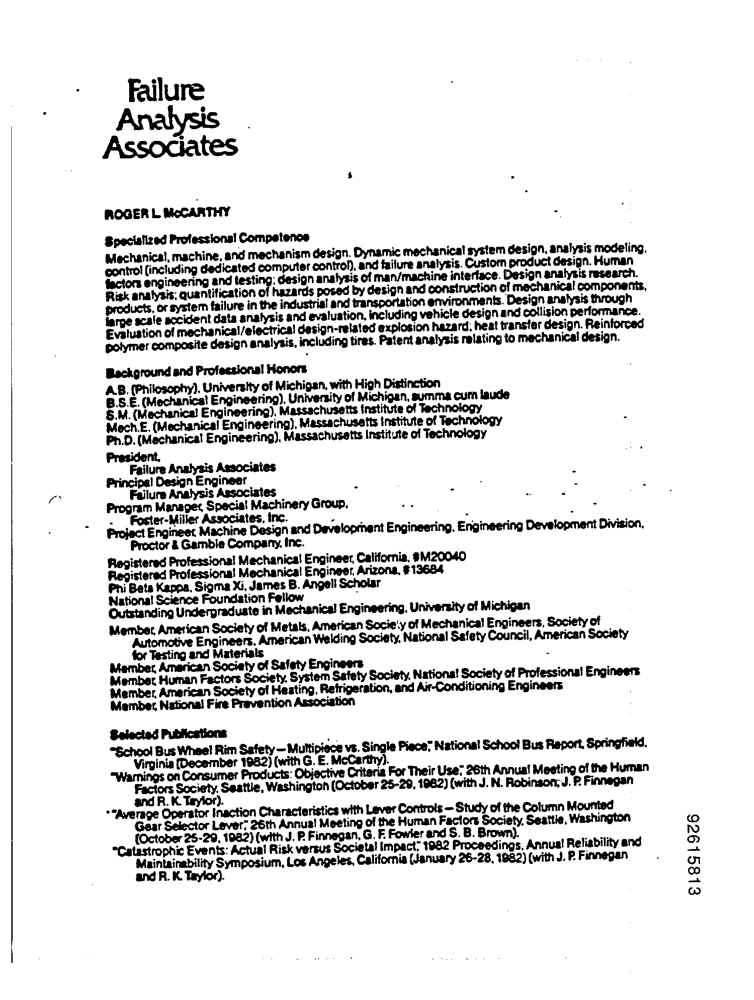 Failure
Analysis
Associates
ROGER L. McCARTHY
Specialized Professional Competence
Mechanical, machine, and mechanism design. Dynamic mechanical system design, analysis modeling,
control (including dedicated computer control), and failure analysis. Custom product design. Human
factors engineering and testing; design analysis of man/machine interface. Design analysis research.
Risk analysis; quantification of hazards posed by design and construction of mechanical components,
products, or system failure in the industrial and transportation environments. Design analysis through
large scale accident data analysis and evaluation, including vehicle design and collision performance.
Evaluation of mechanical/electrical design-related explosion hazard; heat transfer design. Reinforced
polymer composite design analysis, including tires. Patent analysis relating to mechanical design.
Background and Professional Honors
A.B. (Philosophy), University of Michigan, with High Distinction
B.S.E. (Mechanical Engineering), University of Michigan, summa cum laude
S.M. (Mechanical Engineering), Massachusetts Institute of Technology
Mech.E. (Mechanical Engineering), Massachusetts Institute of Technology
Ph.D. (Mechanical Engineering), Massachusetts Institute of Technology
President,
Failure Analysis Associates
Principal Design Engineer
Failure Analysis Associates
Program Manager, Special Machinery Group,
Foster-Miller Associates, Inc.
Project Engineer, Machine Design and Development Engineering, Engineering Development Division,
Proctor & Gamble Company, Inc.
Registered Professional Mechanical Engineer, California, #M20040
Registered Professional Mechanical Engineer, Arizona, #13684
Phi Beta Kappa, Sigma Xi, James B. Angell Scholar
National Science Foundation Fellow
Outstanding Undergraduate in Mechanical Engineering, University of Michigan
Member, American Society of Metals, American Society of Mechanical Engineers, Society of
Automotive Engineers, American Welding Society, National Safety Council, American Society
for Testing and Materials
Member, American Society of Safety Engineers
Member, Human Factors Society, System Safety Society, National Society of Professional Engineers
Member, American Society of Heating, Refrigeration, and Air-Conditioning Engineers
Member, National Fire Prevention Association
Selected Publications
"School Bus Wheel Rim Safety—Multipiece vs. Single Piece," National School Bus Report, Springfield,
Virginia (December 1982) (with G. E. McCarthy).
"Warnings on Consumer Products: Objective Criteria For Their Use," 26th Annual Meeting of the Human
Factors Society, Seattle, Washington (October 25-29, 1982) (with J. N. Robinson, J. P. Finnegan
and R. K. Taylor).
"Average Operator Inaction Characteristics with Lever Controls—Study of the Column Mounted
Gear Selector Lever," 26th Annual Meeting of the Human Factors Society, Seattle, Washington
(October 25-29, 1982) (with J. P. Finnegan, G. F. Fowler and S. B. Brown).
"Catastrophic Events: Actual Risk versus Societal Impact," 1982 Proceedings, Annual Reliability and
Maintainability Symposium, Los Angeles, California (January 26-28, 1982) (with J. P. Finnegan
and R. K. Taylor).
92615813